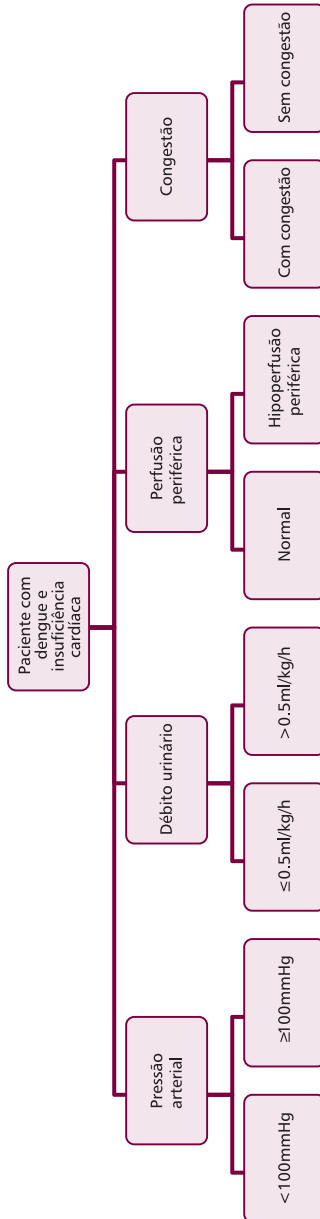 Paciente com
dengue e
insuficiência
cardíaca
Pressão
arterial
Débito urinário
Perfusão
periférica
Congestão
<100mmHg
≥100mmHg
≤0.5ml/kg/h
>0.5ml/kg/h
Normal
Hipoperfusão
periférica
Com congestão
Sem congestão